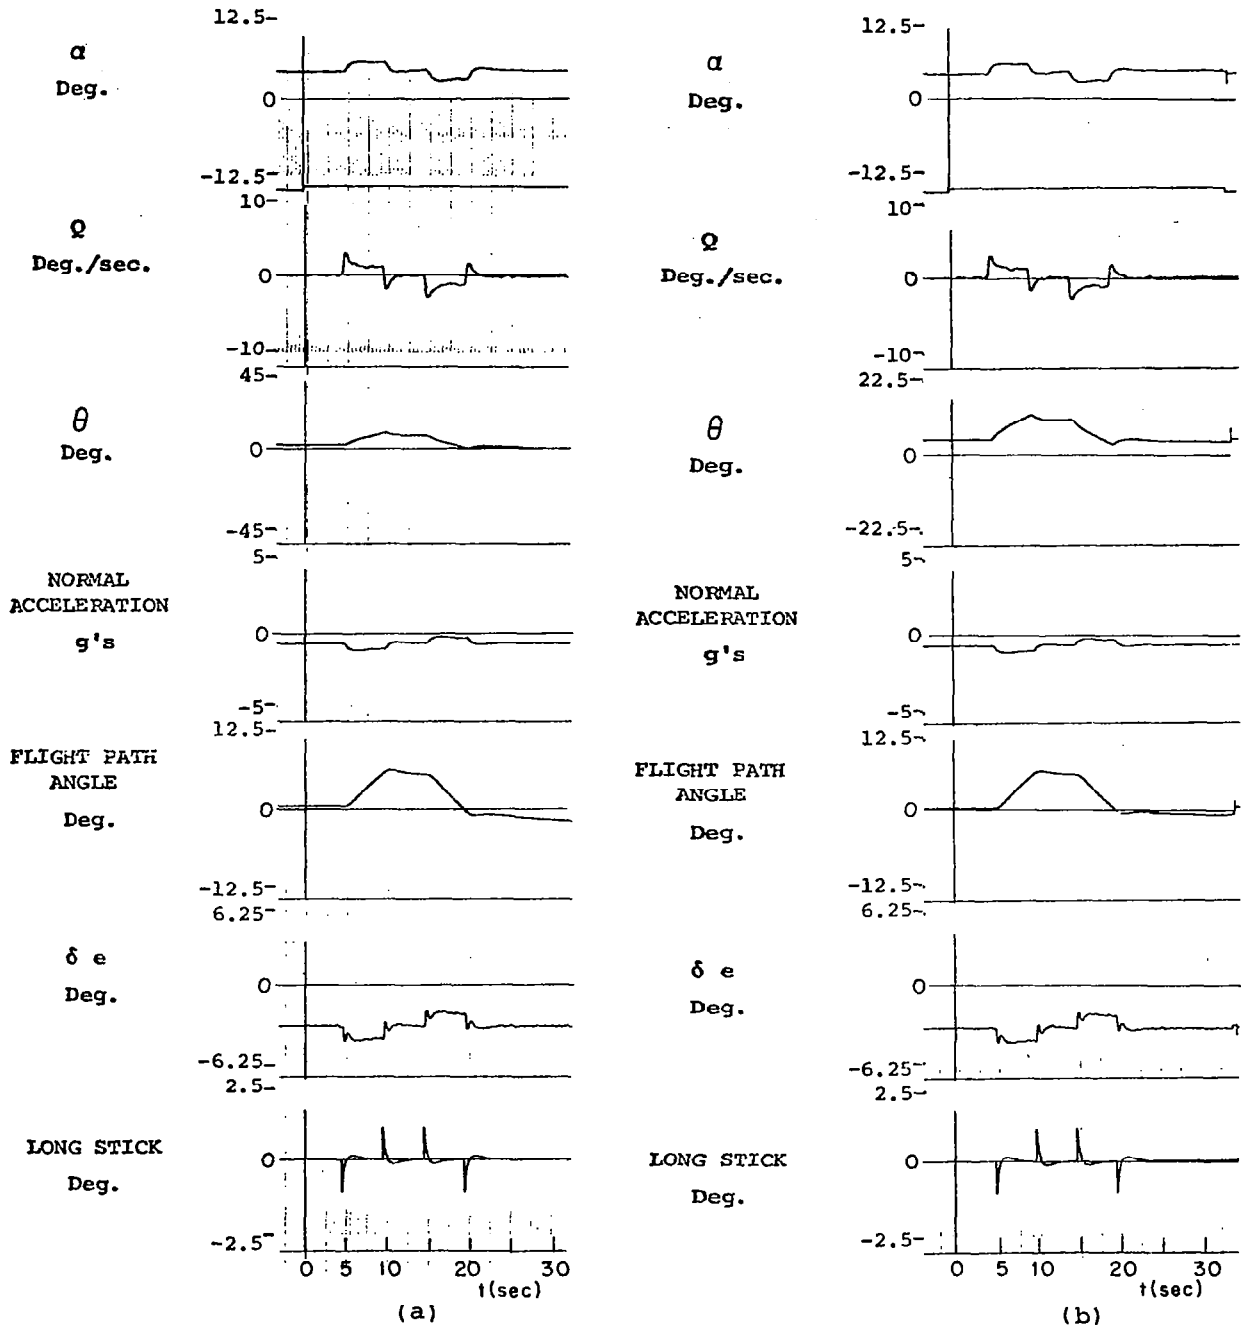 12.5
α
Deg.
0
-12.5
10
Q
Deg./sec.
0
-10
45
θ
Deg.
0
-45
5
NORMAL
ACCELERATION
g's
0
-5
12.5
FLIGHT PATH
ANGLE
Deg.
0
-12.5
6.25
δ e
Deg.
0
-6.25
2.5
LONG STICK
Deg.
0
-2.5
0 5 10 20 30
t(sec)
(a)
12.5
α
Deg.
0
-12.5
10
Q
Deg./sec.
0
-10
22.5
θ
Deg.
0
-22.5
5
NORMAL
ACCELERATION
g's
0
-5
12.5
FLIGHT PATH
ANGLE
Deg.
0
-12.5
6.25
δ e
Deg.
0
-6.25
2.5
LONG STICK
Deg.
0
-2.5
0 5 10 20 30
t(sec)
(b)